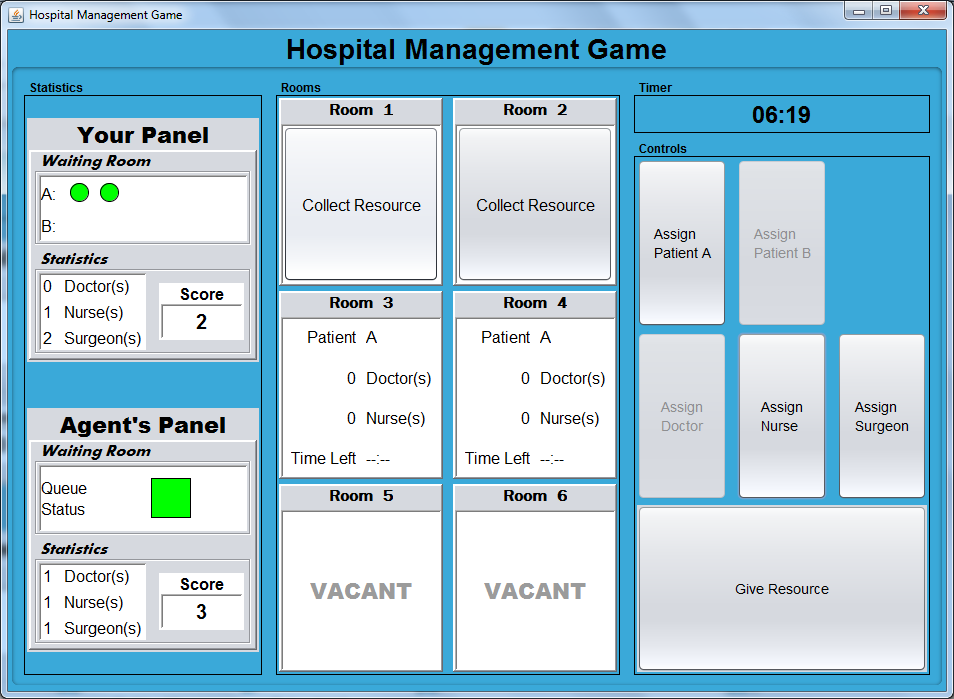 Hospital Management Game
Hospital Management Game
Statistics
Your Panel
Waiting Room
A:
B:
Statistics
0 Doctor(s)
1 Nurse(s)
2 Surgeon(s)
Score
2
Agent's Panel
Waiting Room
Queue
Status
Statistics
1 Doctor(s)
1 Nurse(s)
1 Surgeon(s)
Score
3
Rooms
Room 1
Collect Resource
Room 2
Collect Resource
Room 3
Patient A
0 Doctor(s)
0 Nurse(s)
Time Left --:--
Room 4
Patient A
0 Doctor(s)
0 Nurse(s)
Time Left --:--
Room 5
VACANT
Room 6
VACANT
Timer
06:19
Controls
Assign
Patient A
Assign
Patient B
Assign
Doctor
Assign
Nurse
Assign
Surgeon
Give Resource